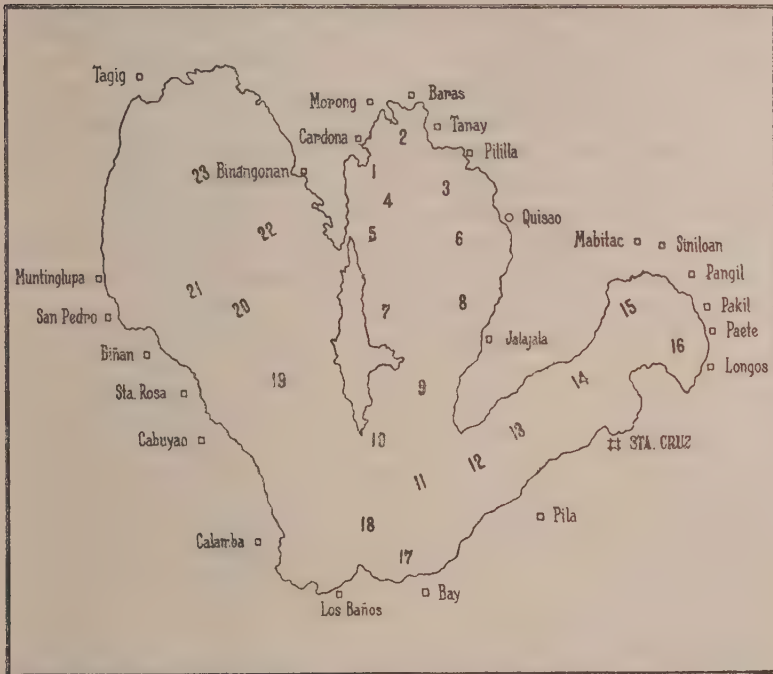 Tagig
Baras
Morong
2
Tanay
Cardona
Pililla
23
Binangonan
1
3
4
Quisao
22
5
6
Mabitac
Siniloan
Pangil
Muntinglupa
21
20
7
8
15
Pakil
San Pedro
Paete
Biñan
Jalajala
16
Longos
19
9
14
Sta. Rosa
Cabuyao
10
13
STA. CRUZ
12
11
18
Pila
Calamba
17
Los Baños
Bay